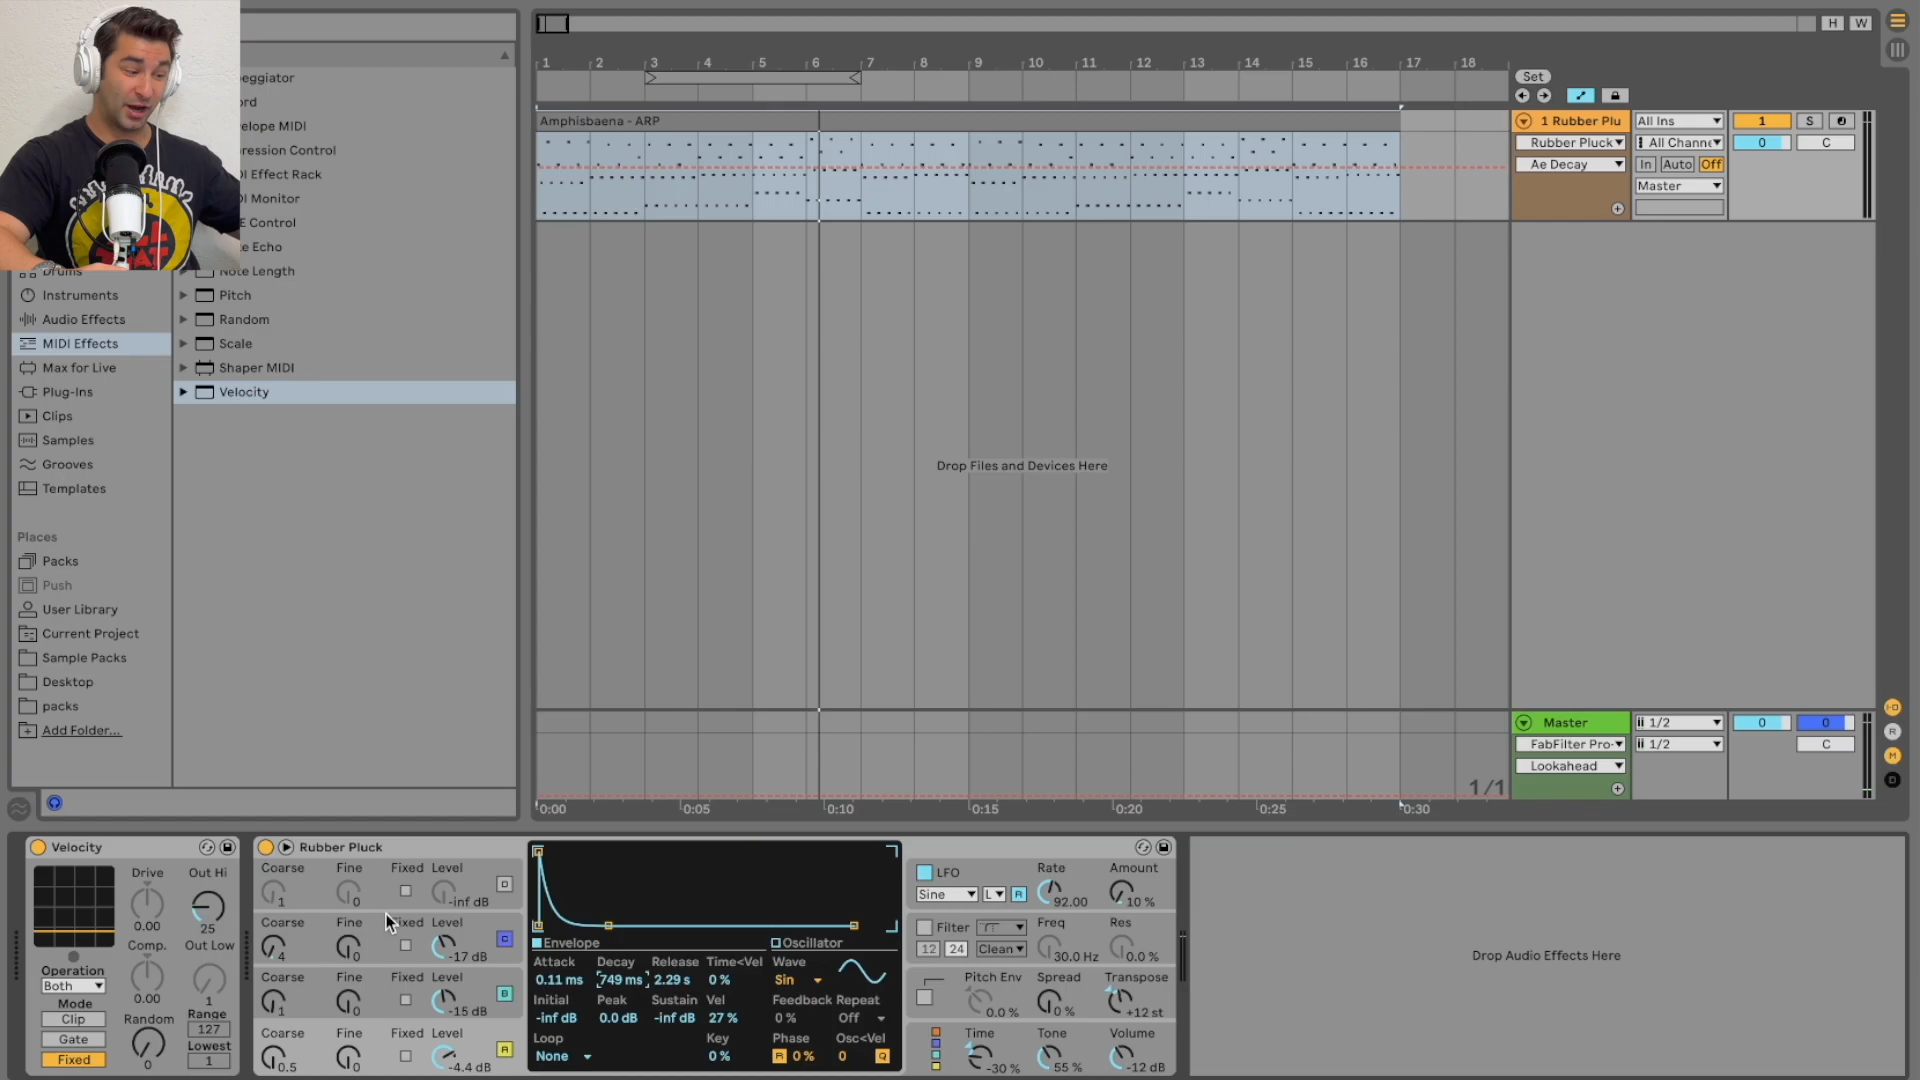 H W
1 2 3 4 5 6 7 8 9 10 11 12 13 14 15 16 17 18
Set
eggiator
ord
elope MIDI
ression Control
DI Effect Rack
DI Monitor
E Control
te Echo
Note Length
Pitch
Random
Scale
Shaper MIDI
Velocity
Drums
Instruments
Audio Effects
MIDI Effects
Max for Live
Plug-Ins
Clips
Samples
Grooves
Templates
Places
Packs
Push
User Library
Current Project
Sample Packs
Desktop
packs
Add Folder...
Amphisbaena - ARP
Drop Files and Devices Here
1/1
0:00 0:05 0:10 0:15 0:20 0:25 0:30
1 Rubber Plu All Ins 1 S
Rubber Pluck All Channe 0 C
Ae Decay In Auto Off
Master
Master 1/2 0 0
FabFilter Pro- 1/2 C
Lookahead
I-O
R
M
D
Velocity
Drive Out Hi
0.00 25
Comp. Out Low
0.00 1
Operation
Both
Mode
Clip
Gate
Fixed
Random
0
Range
127
Lowest
1
Rubber Pluck
Coarse Fine Fixed Level
1 0 -inf dB D
Coarse Fine Fixed Level
4 0 -17 dB C
Coarse Fine Fixed Level
1 0 -15 dB B
Coarse Fine Fixed Level
0.5 0 -4.4 dB A
Envelope Oscillator
Attack Decay Release Time<Vel Wave
0.11 ms 749 ms 2.29 s 0 % Sin
Initial Peak Sustain Vel Feedback Repeat
-inf dB 0.0 dB -inf dB 27 % 0 % Off
Loop Key Phase Osc<Vel
None 0 % R 0 % 0 Q
LFO Rate Amount
Sine L R 92.00 10 %
Filter Freq Res
12 24 Clean 30.0 Hz 0.0 %
Pitch Env Spread Transpose
0.0 % 0 % +12 st
Time Tone Volume
-30 % 55 % -12 dB
Drop Audio Effects Here